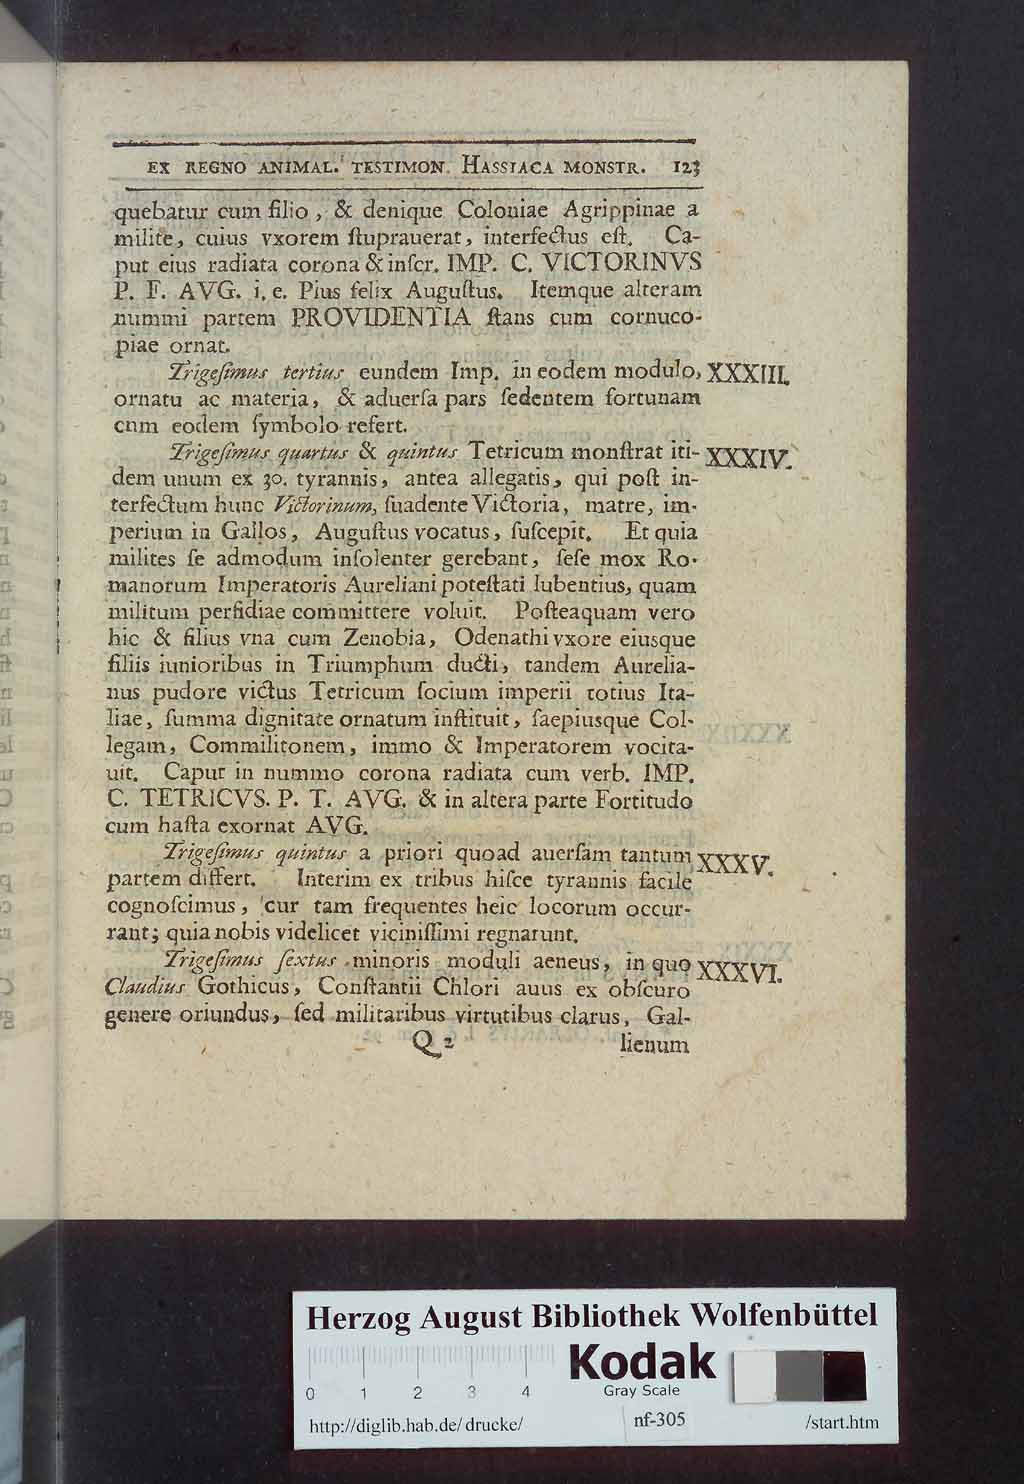 EX REGNO ANIMAL. TESTIMON. HASSIACA MONSTR. 123
quebatur cum filio, & denique Coloniae Agrippinae a
milite, cuius vxorem ſtuprauerat, interfectus eſt. Ca-
put eius radiata corona & inſcr. IMP. C. VICTORINVS
P. F. AVG. i. e. Pius felix Auguſtus. Itemque alteram
nummi partem PROVIDENTIA ſtans cum cornuco-
piae ornat.
Trigeſimus tertius eundem Imp. in eodem modulo, XXXIII.
ornatu ac materia, & aduerſa pars ſedentem fortunam
cum eodem ſymbolo refert.
Trigeſimus quartus & quintus Tetricum monſtrat iti- XXXIV.
dem unum ex 30. tyrannis, antea allegatis, qui poſt in-
terfectum hunc Victorinum, ſuadente Victoria, matre, im-
perium in Gallos, Auguſtus vocatus, ſuſcepit. Et quia
milites ſe admodum inſolenter gerebant, ſeſe mox Ro-
manorum Imperatoris Aureliani poteſtati lubentius, quam
militum perfidiae committere voluit. Poſteaquam vero
hic & filius vna cum Zenobia, Odenathi vxore eiusque
filiis iunioribus in Triumphum ducti, tandem Aurelia-
nus pudore victus Tetricum ſocium imperii totius Ita-
liae, ſumma dignitate ornatum inſtituit, ſaepiusque Col-
legam, Commilitonem, immo & Imperatorem vocita-
uit. Caput in nummo corona radiata cum verb. IMP.
C. TETRICVS. P. T. AVG. & in altera parte Fortitudo
cum haſta exornat AVG.
Trigeſimus quintus a priori quoad auerſam tantum XXXV.
partem differt. Interim ex tribus hiſce tyrannis facile
cognoſcimus, cur tam frequentes heic locorum occur-
rant; quia nobis videlicet viciniſſimi regnarunt.
Trigeſimus ſextus minoris moduli aeneus, in quo XXXVI.
Claudius Gothicus, Conſtantii Chlori auus ex obſcuro
genere oriundus, ſed militaribus virtutibus clarus, Gal-
Q 2 lienum
Herzog August Bibliothek Wolfenbüttel
Kodak
Gray Scale
0 1 2 3 4
http://diglib.hab.de/drucke/ nf-305 /start.htm